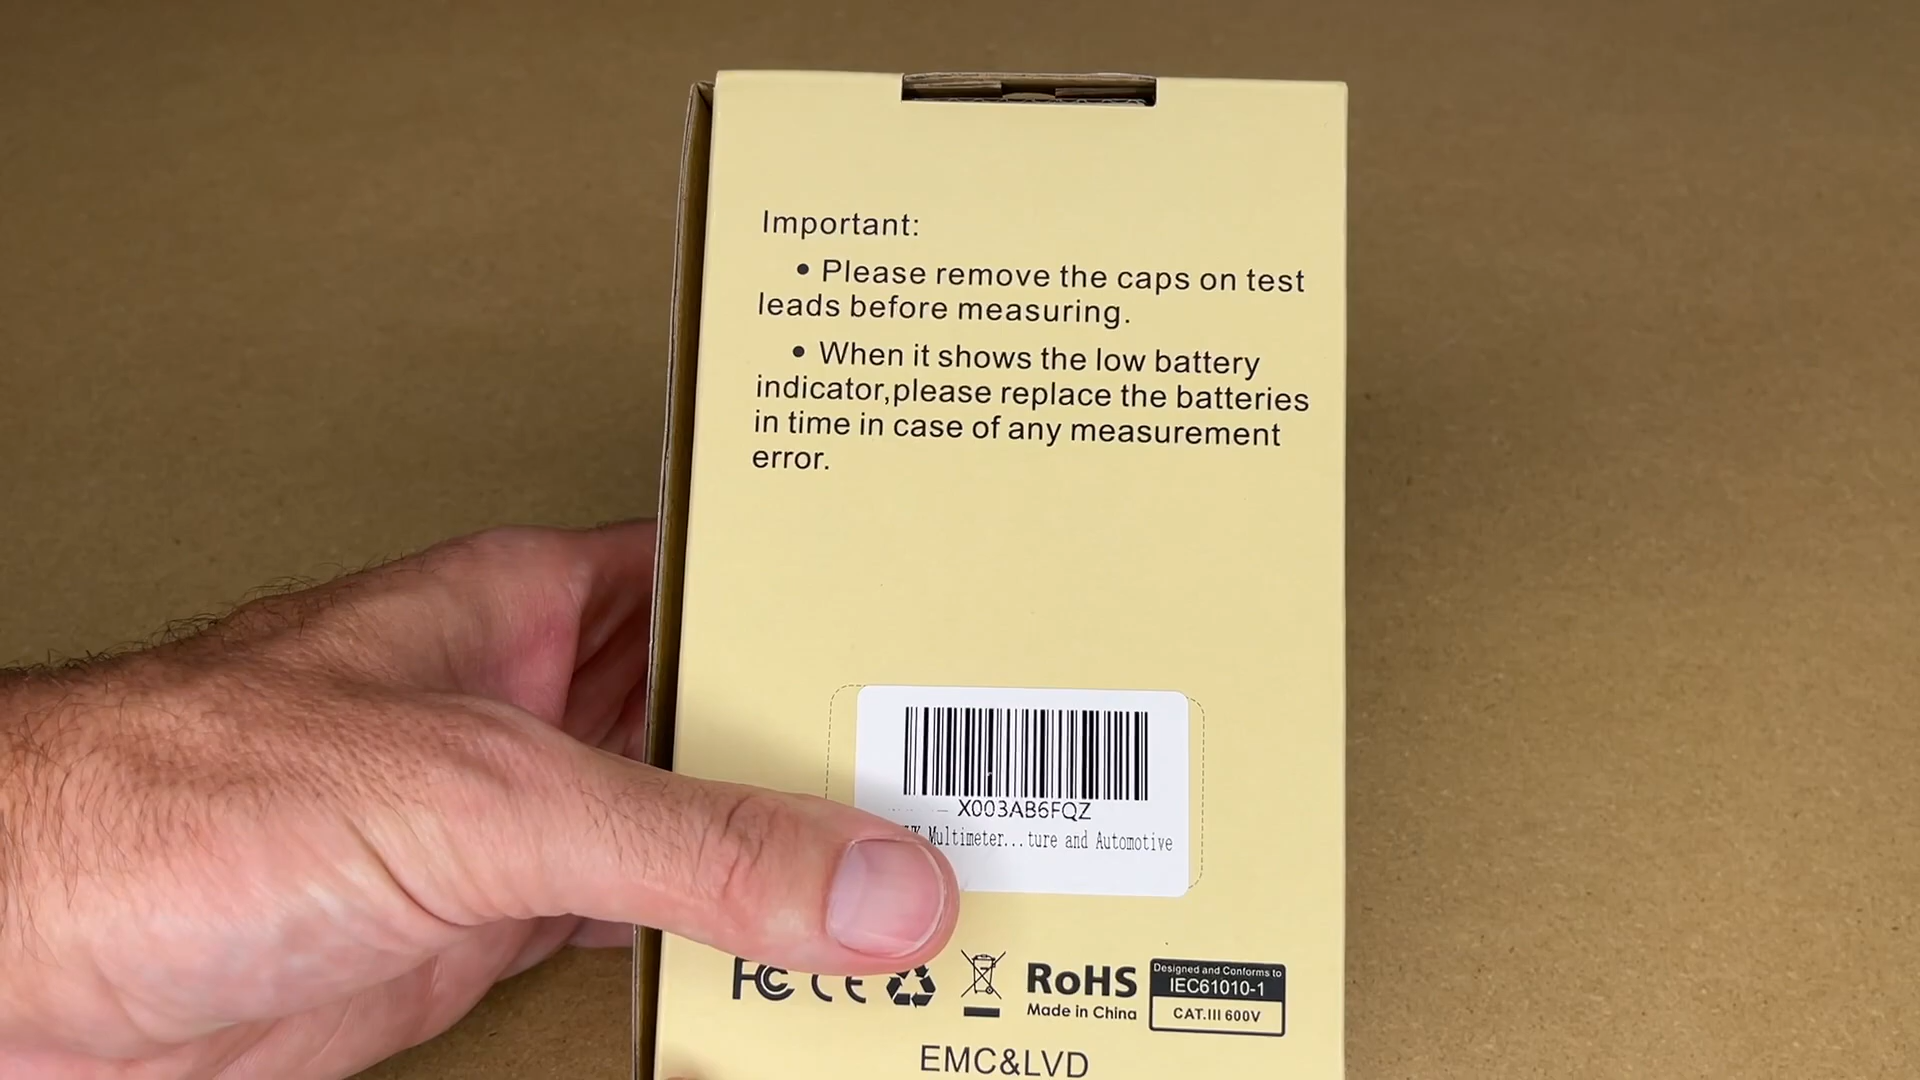 Important:
• Please remove the caps on test
leads before measuring.
• When it shows the low battery
indicator,please replace the batteries
in time in case of any measurement
error.
X003AB6FQZ
Multimeter...ture and Automotive
FC CE
RoHS
Made in China
Designed and Conforms to
IEC61010-1
CAT.III 600V
EMC&LVD